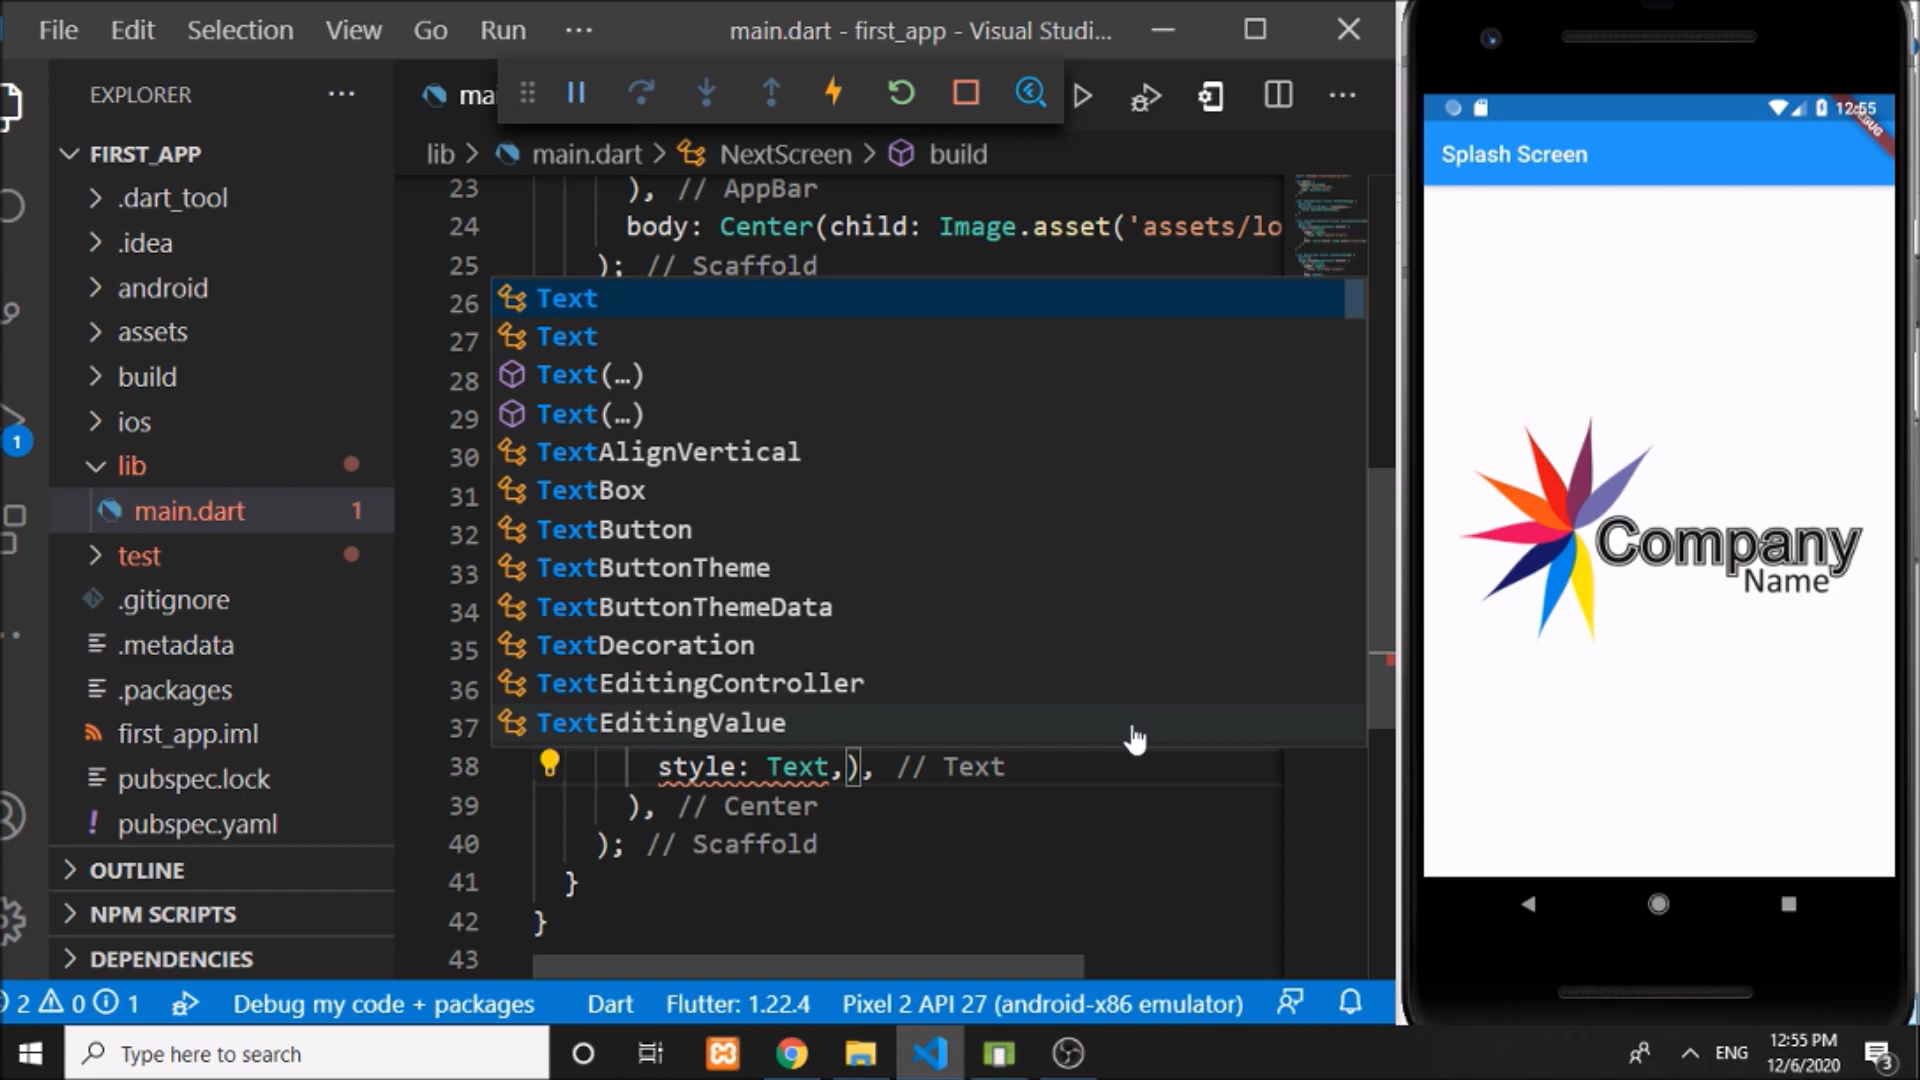 File Edit Selection View Go Run ··· main.dart - first_app - Visual Studi...
EXPLORER ···
mai
FIRST_APP
.dart_tool
.idea
android
assets
build
ios
lib
main.dart 1
test
.gitignore
.metadata
.packages
first_app.iml
pubspec.lock
pubspec.yaml
OUTLINE
NPM SCRIPTS
DEPENDENCIES
1
lib > main.dart > NextScreen > build
23 ), // AppBar
24 body: Center(child: Image.asset('assets/lo
25 ); // Scaffold
26 Text
27 Text
28 Text(…)
29 Text(…)
30 TextAlignVertical
31 TextBox
32 TextButton
33 TextButtonTheme
34 TextButtonThemeData
35 TextDecoration
36 TextEditingController
37 TextEditingValue
38 style: Text,), // Text
39 ), // Center
40 ); // Scaffold
41 }
42 }
43
2 0 1 Debug my code + packages Dart Flutter: 1.22.4 Pixel 2 API 27 (android-x86 emulator)
Type here to search
ENG 12:55 PM
12/6/2020
3
12:55
Splash Screen
Company
Name